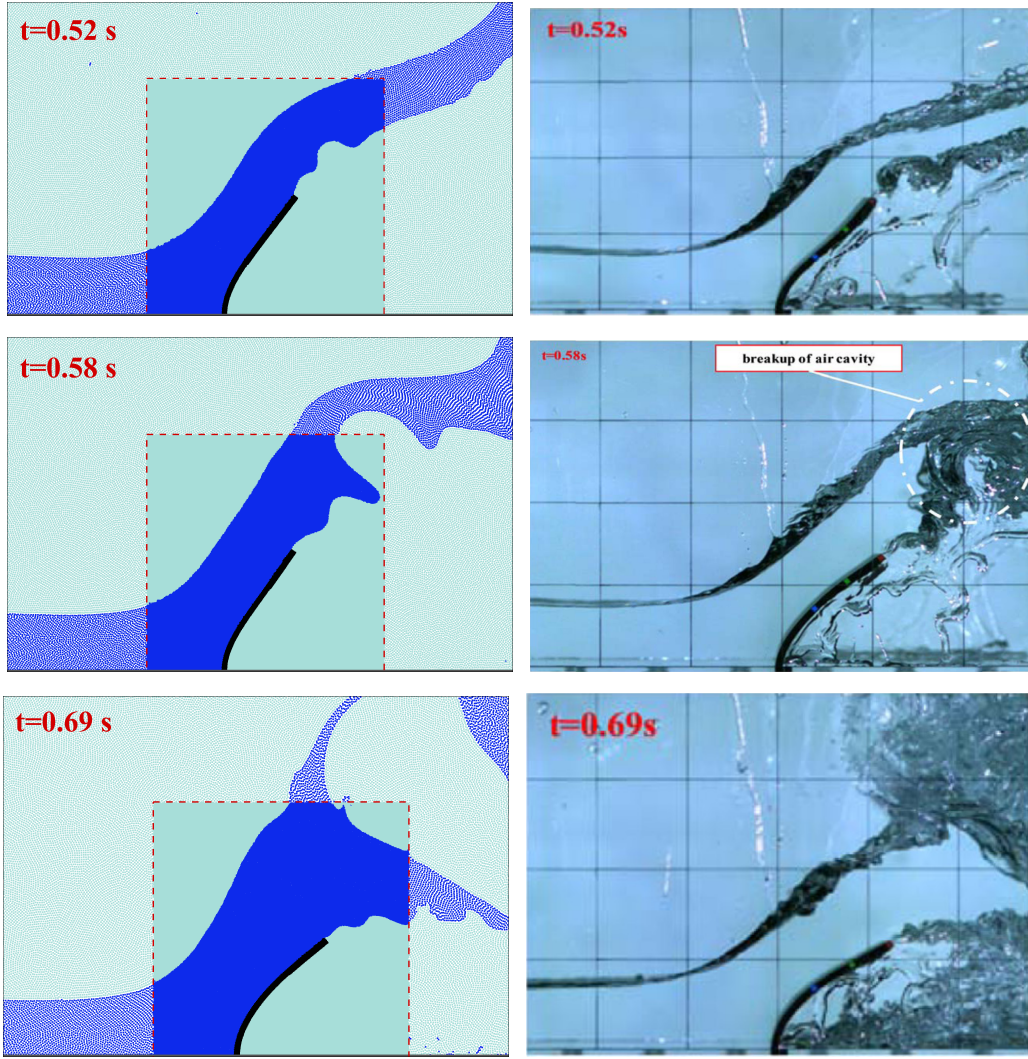 t=0.52 s
t=0.52s
t=0.58 s
t=0.58s
breakup of air cavity
t=0.69 s
t=0.69s